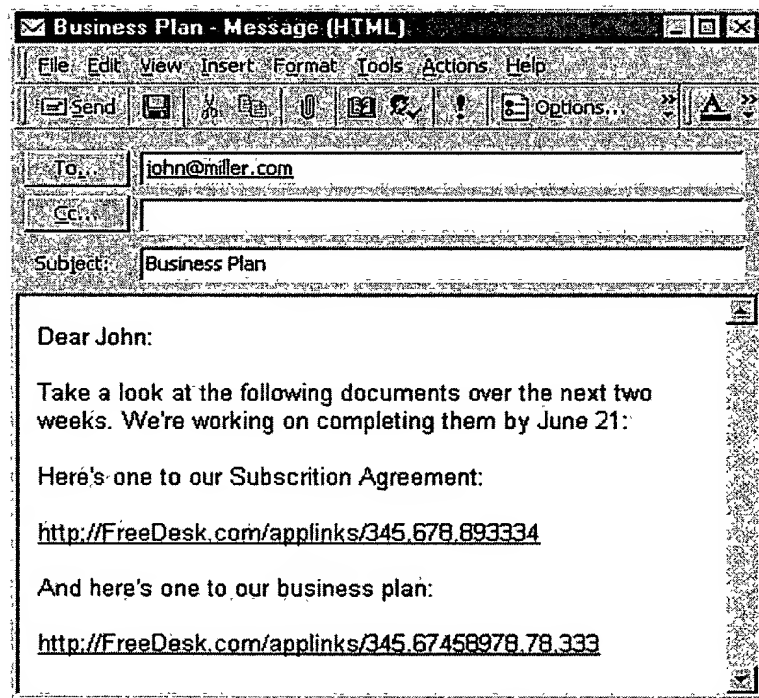 Business Plan - Message (HTML)
File Edit View Insert Format Tools Actions Help
Send Options...
To... john@miller.com
Cc...
Subject: Business Plan
Dear John:
Take a look at the following documents over the next two
weeks. We're working on completing them by June 21:
Here's one to our Subscrition Agreement:
http://FreeDesk.com/applinks/345.678.893334
And here's one to our business plan:
http://FreeDesk.com/applinks/345.67458978.78.333